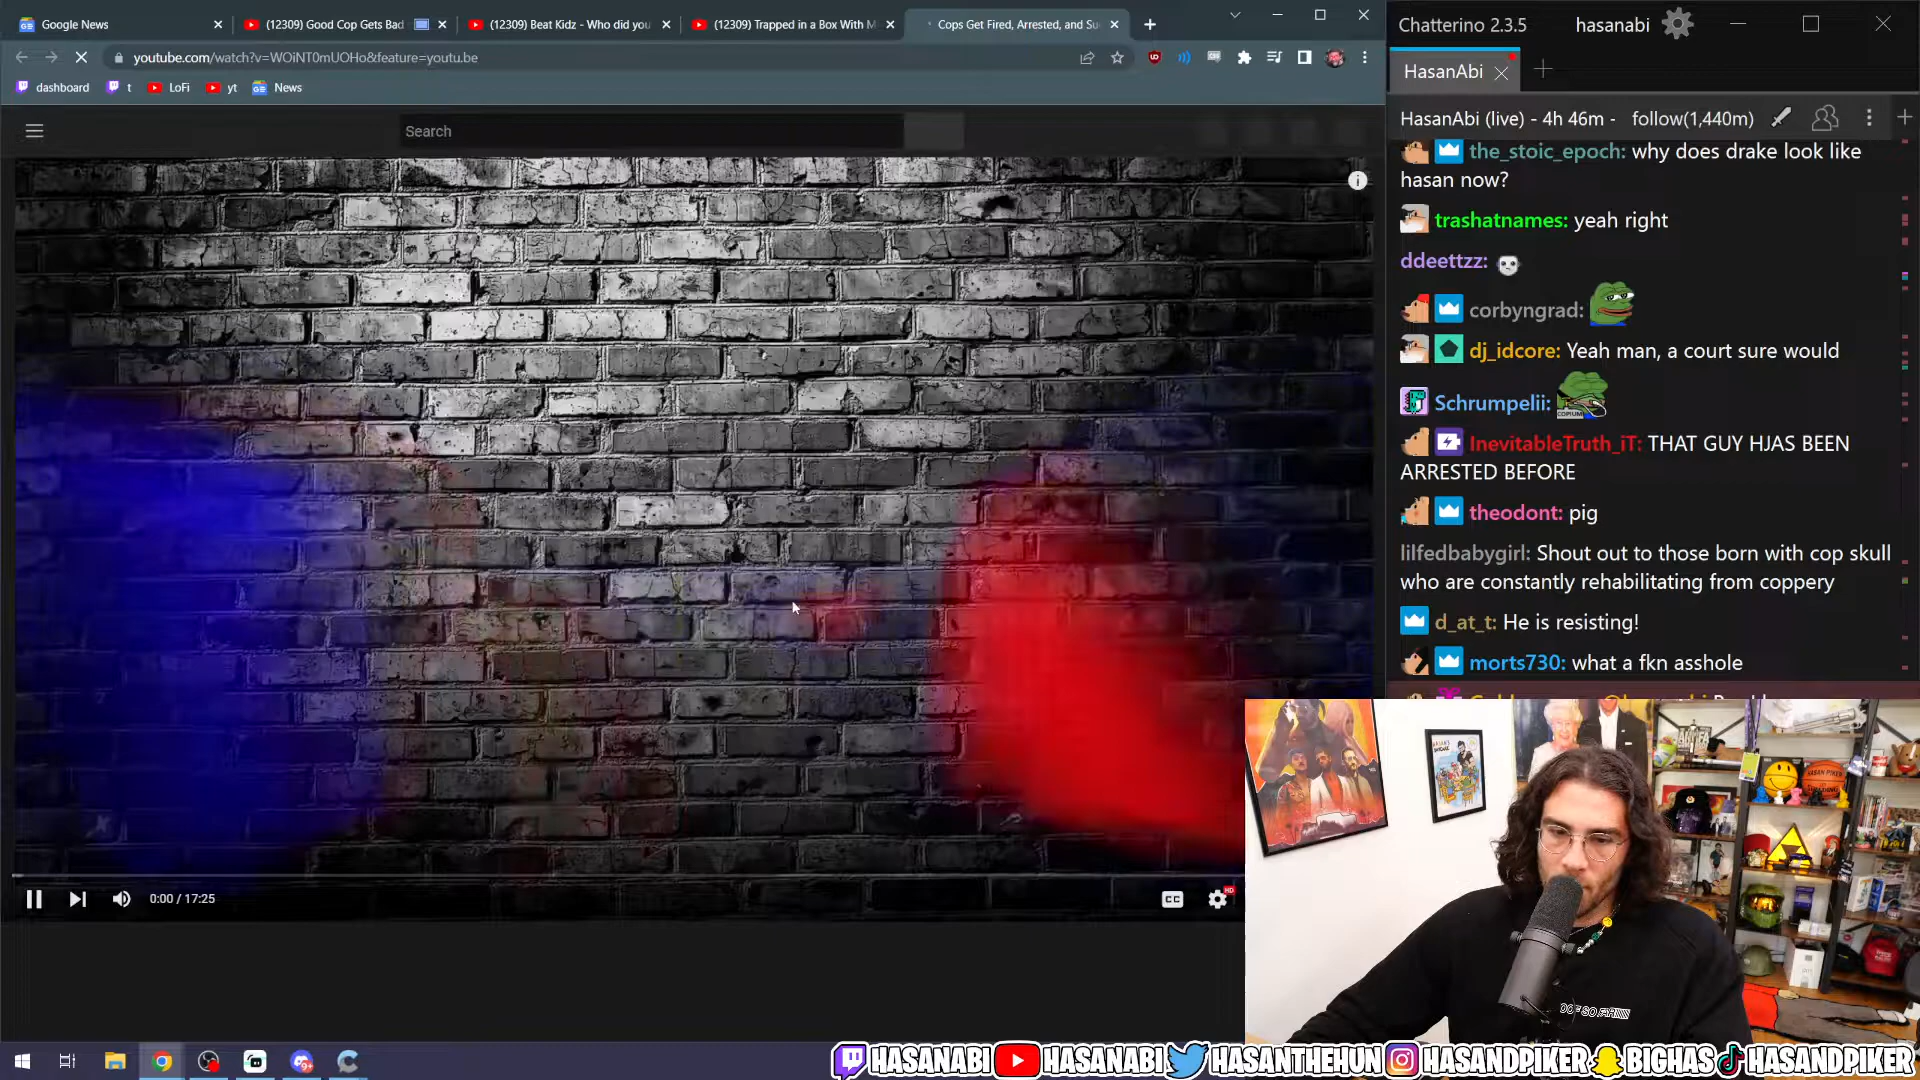 Google News
(12309) Good Cop Gets Bad
(12309) Beat Kidz - Who did you
(12309) Trapped in a Box With M
Cops Get Fired, Arrested, and Su
youtube.com/watch?v=WOiNT0mUOHo&feature=youtu.be
dashboard
t
LoFi
yt
News
Search
0:00 / 17:25
CC
HD
Chatterino 2.3.5
hasanabi
HasanAbi
HasanAbi (live) - 4h 46m - follow(1,440m)
the_stoic_epoch: why does drake look like
hasan now?
trashatnames: yeah right
ddeettzz:
corbyngrad:
dj_idcore: Yeah man, a court sure would
Schrumpelii:
COPIUM
InevitableTruth_iT: THAT GUY HJAS BEEN
ARRESTED BEFORE
theodont: pig
lilfedbabygirl: Shout out to those born with cop skull
who are constantly rehabilitating from coppery
d_at_t: He is resisting!
morts730: what a fkn asshole
HASAN PIKER
HASANABI
HASANABI
HASANTHEHUN
HASANDPIKER
BIGHAS
HASANDPIKER